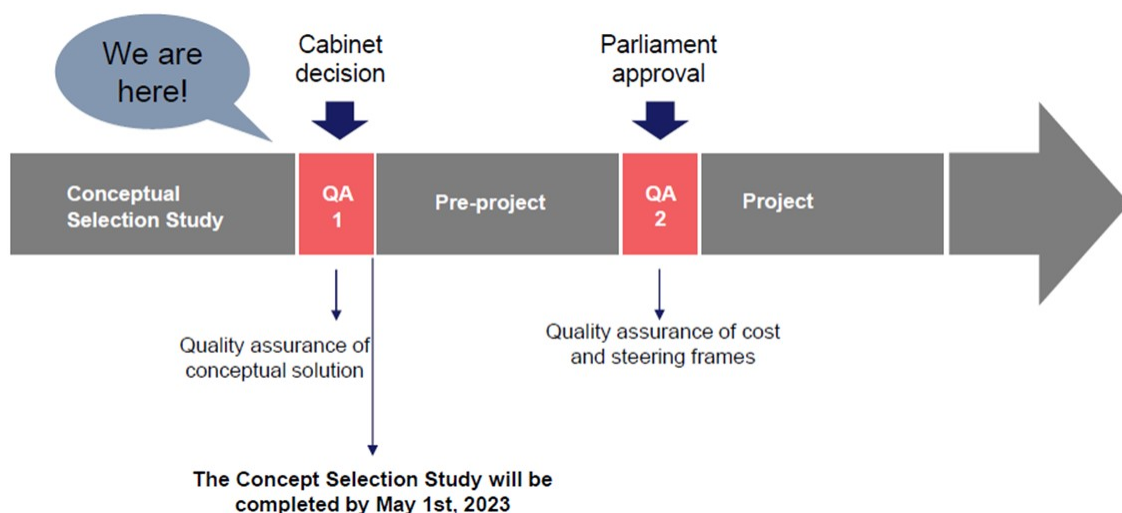 We are
here!
Cabinet
decision
Parliament
approval
Conceptual
Selection Study
QA
1
Pre-project
QA
2
Project
Quality assurance of
conceptual solution
Quality assurance of cost
and steering frames
The Concept Selection Study will be
completed by May 1st, 2023